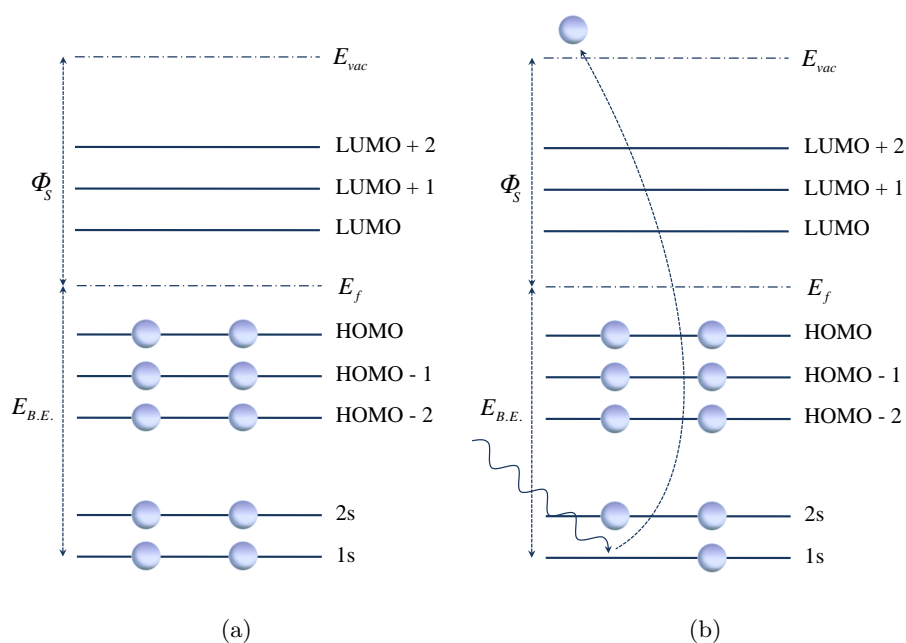 E_vac
LUMO + 2
LUMO + 1
Φ_S
LUMO
E_f
HOMO
HOMO - 1
E_B.E.
HOMO - 2
2s
1s
(a)
E_vac
LUMO + 2
LUMO + 1
Φ_S
LUMO
E_f
HOMO
HOMO - 1
E_B.E.
HOMO - 2
2s
1s
(b)